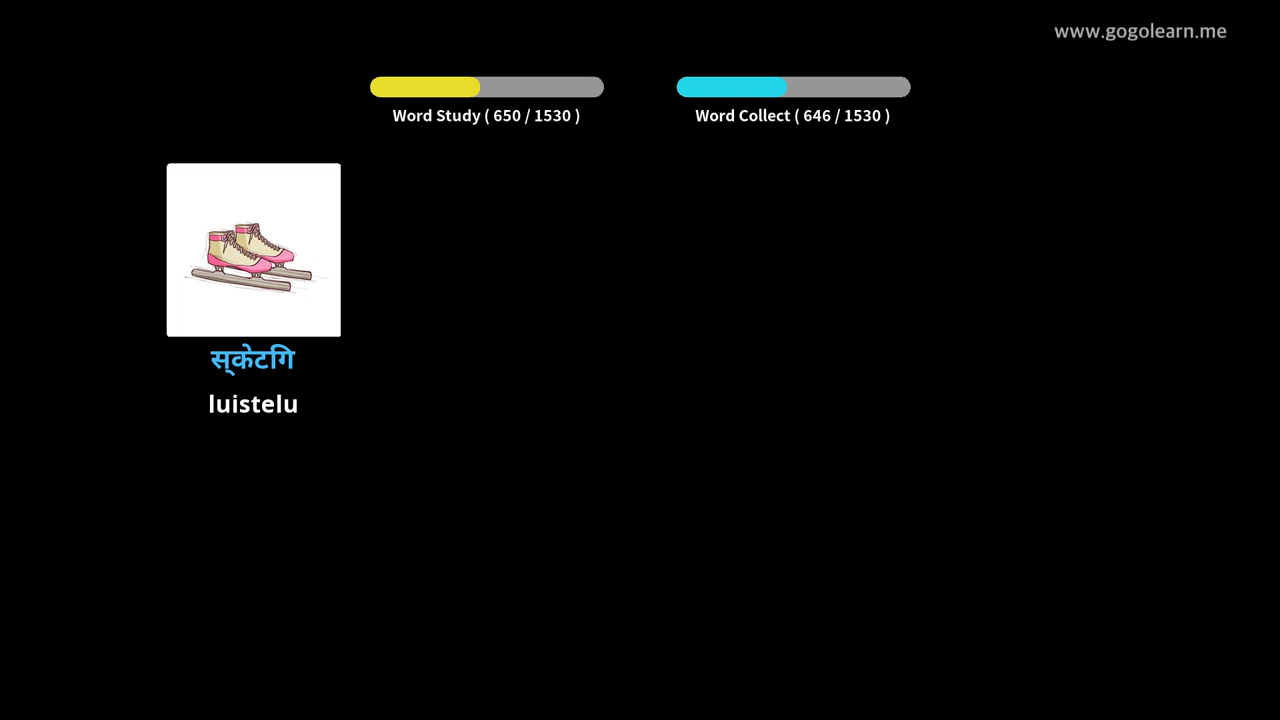 www.gogolearn.me
Word Study ( 650 / 1530 )
Word Collect ( 646 / 1530 )
स्केटिंग
luistelu